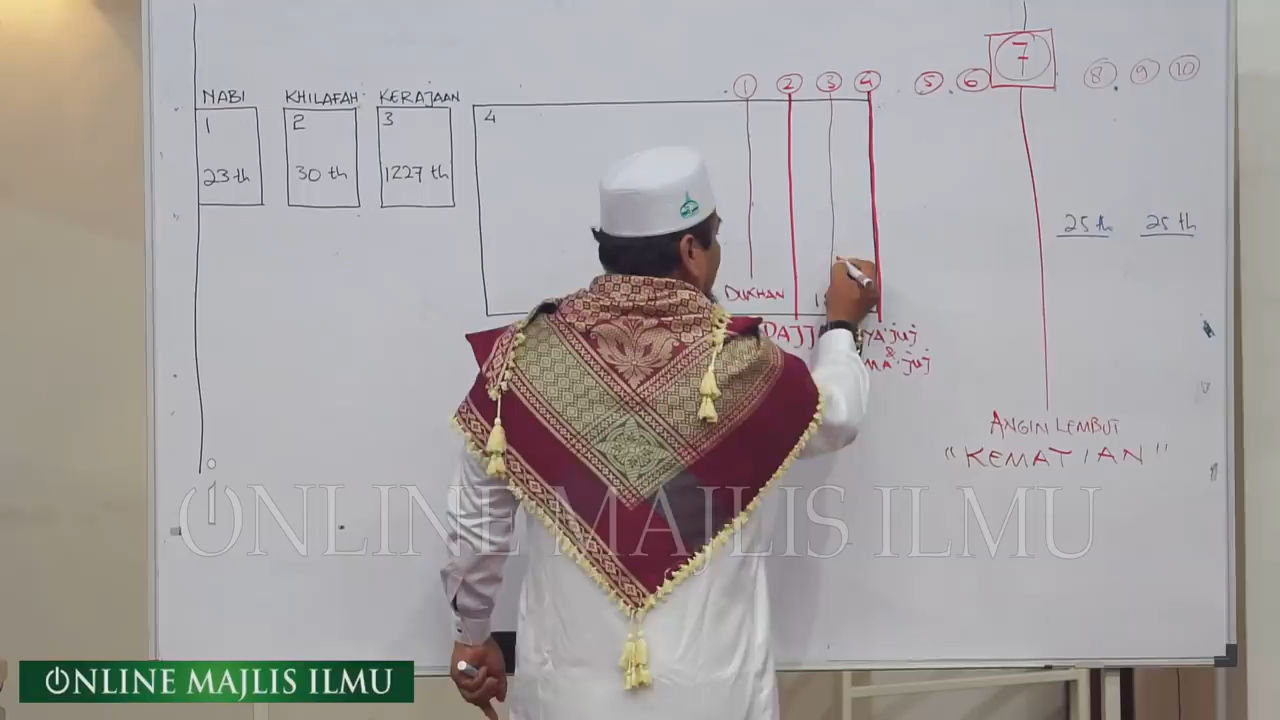 7
1 2 3 4 5 6 8 9 10
NABI KHILAFAH KERAJAAN
1 2 3 4
23 th 30 th 1227 th
25 th 25 th
DUKHAN
YA'juj
&
MA'juj
ANGIN LEMBUT
"KEMATIAN"
ONLINE MAJLIS ILMU
ONLINE MAJLIS ILMU